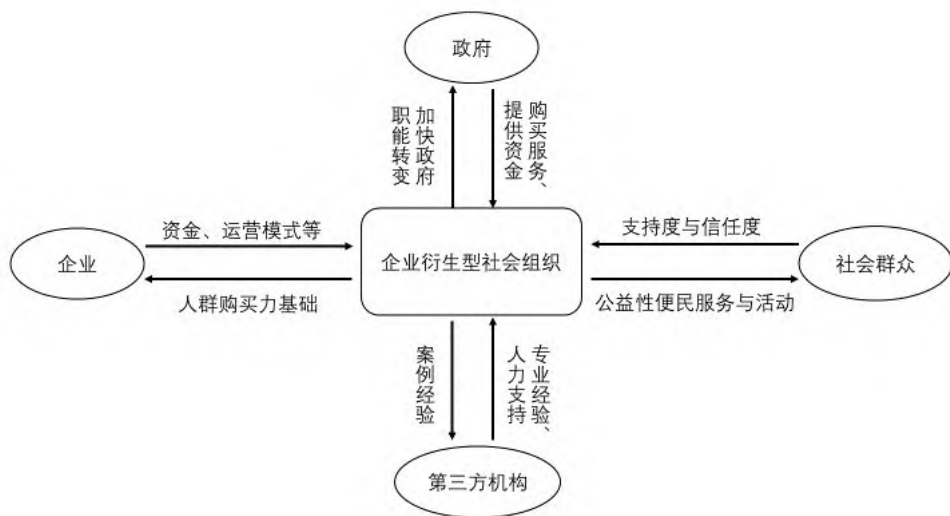 政府
加快政府
职能转变
购买服务、
提供资金
资金、运营模式等
支持度与信任度
企业
企业衍生型社会组织
社会群众
人群购买力基础
公益性便民服务与活动
案例经验
专业经验、
人力支持
第三方机构